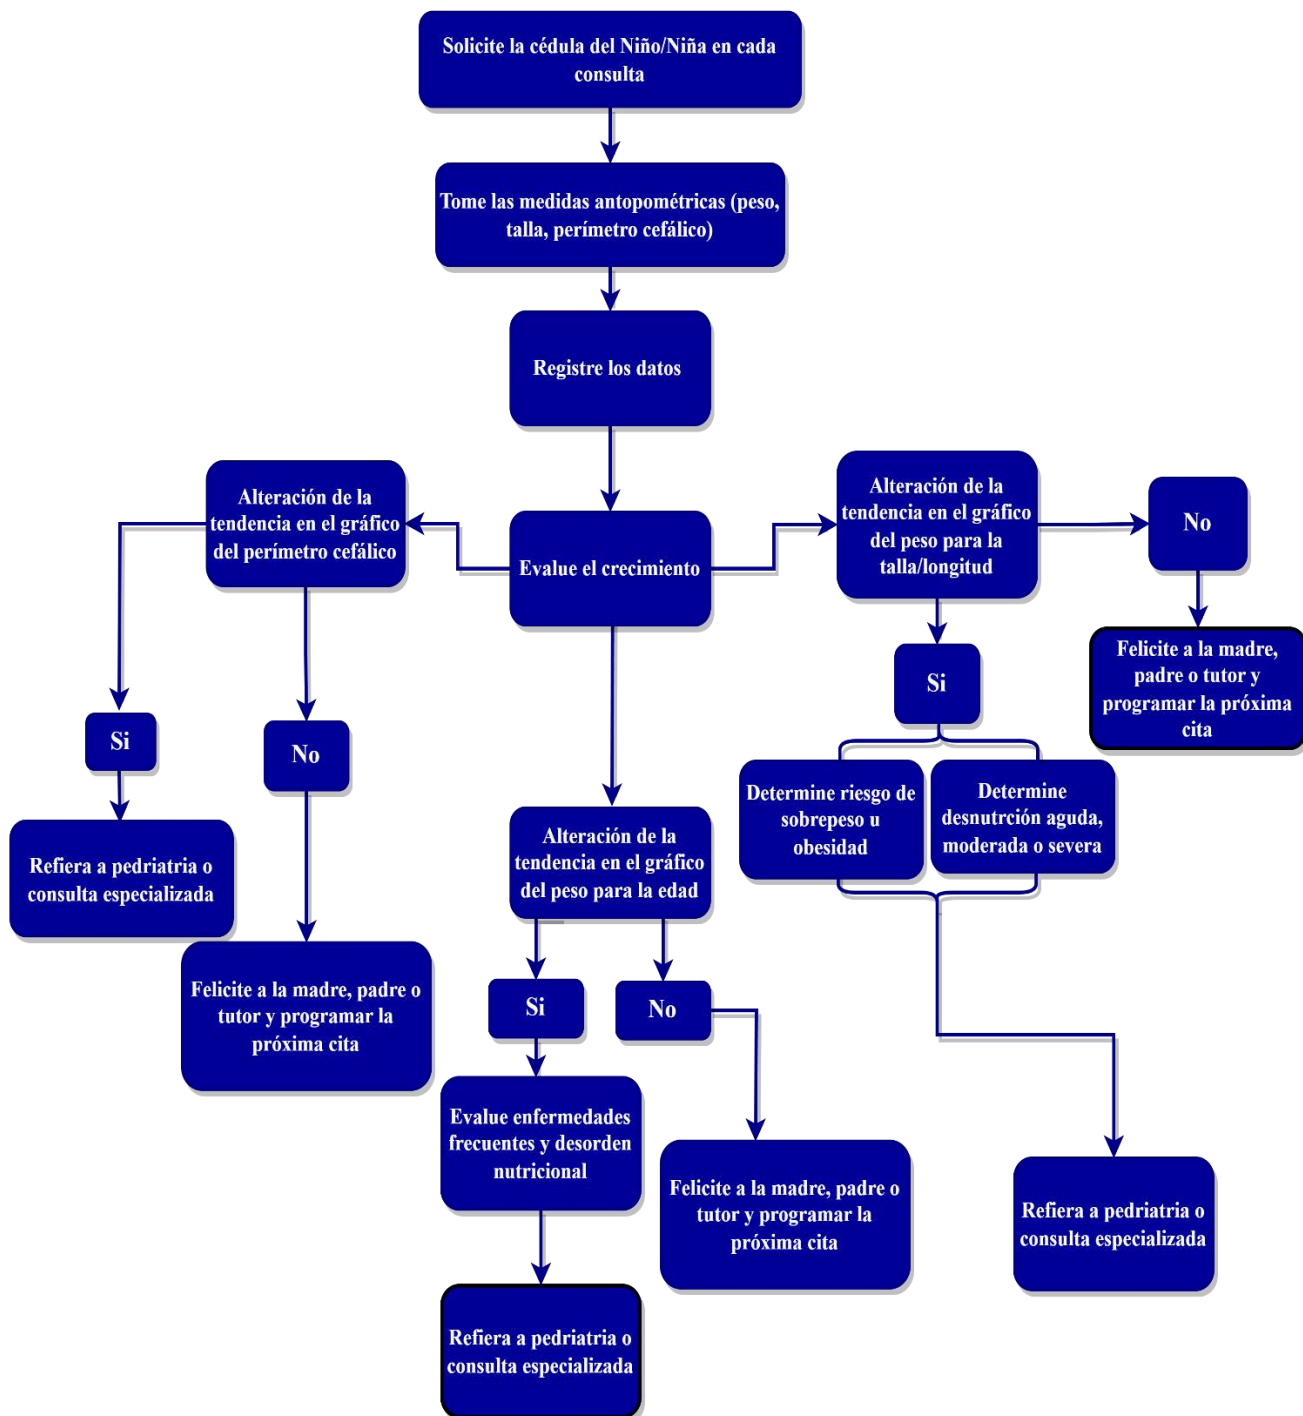 Solicite la cédula del Niño/Niña en cada
consulta
Tome las medidas antopométricas (peso,
talla, perímetro cefálico)
Registre los datos
Evalue el crecimiento
Alteración de la
tendencia en el gráfico
del perímetro cefálico
Si
Refiera a pedriatria o
consulta especializada
No
Felicite a la madre, padre o
tutor y programar la
próxima cita
Alteración de la
tendencia en el gráfico
del peso para la edad
Si
Evalue enfermedades
frecuentes y desorden
nutricional
Refiera a pedriatria o
consulta especializada
No
Felicite a la madre, padre o
tutor y programar la
próxima cita
Alteración de la
tendencia en el gráfico
del peso para la
talla/longitud
Si
Determine riesgo de
sobrepeso u
obesidad
Determine
desnutrción aguda,
moderada o severa
Refiera a pedriatria o
consulta especializada
No
Felicite a la madre,
padre o tutor y
programar la próxima
cita